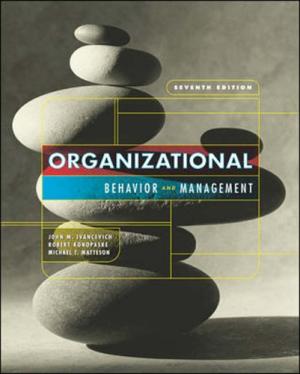 SEVENTH EDITION
ORGANIZATIONAL
BEHAVIOR AND MANAGEMENT
JOHN M. IVANCEVICH
ROBERT KONOPASKE
MICHAEL T. MATTESON